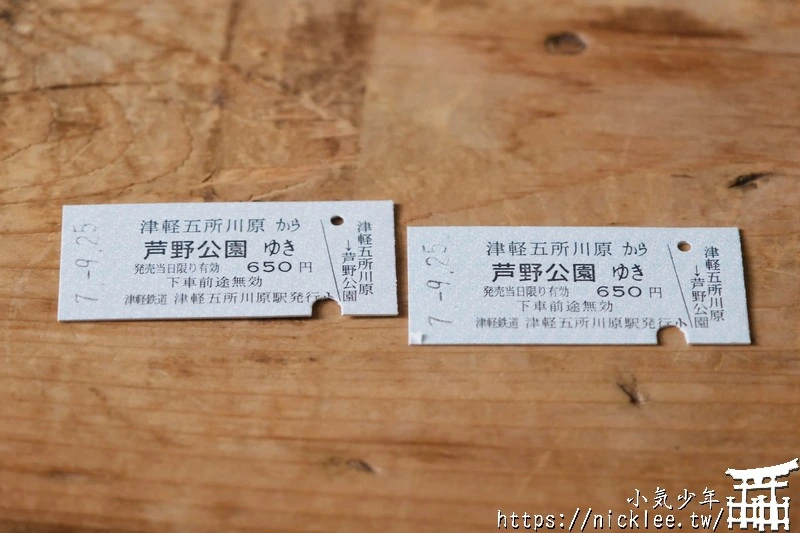 7.-9.25
津軽五所川原 から
芦野公園 ゆき
発売当日限り有効 650円
下車前途無効
津軽鉄道 津軽五所川原駅発行
小
津軽五所川原
→芦野公園
7.-9.25
津軽五所川原 から
芦野公園 ゆき
発売当日限り有効 650円
下車前途無効
津軽鉄道 津軽五所川原駅発行
小
津軽五所川原
→芦野公園
小氣少年
https://nicklee.tw/